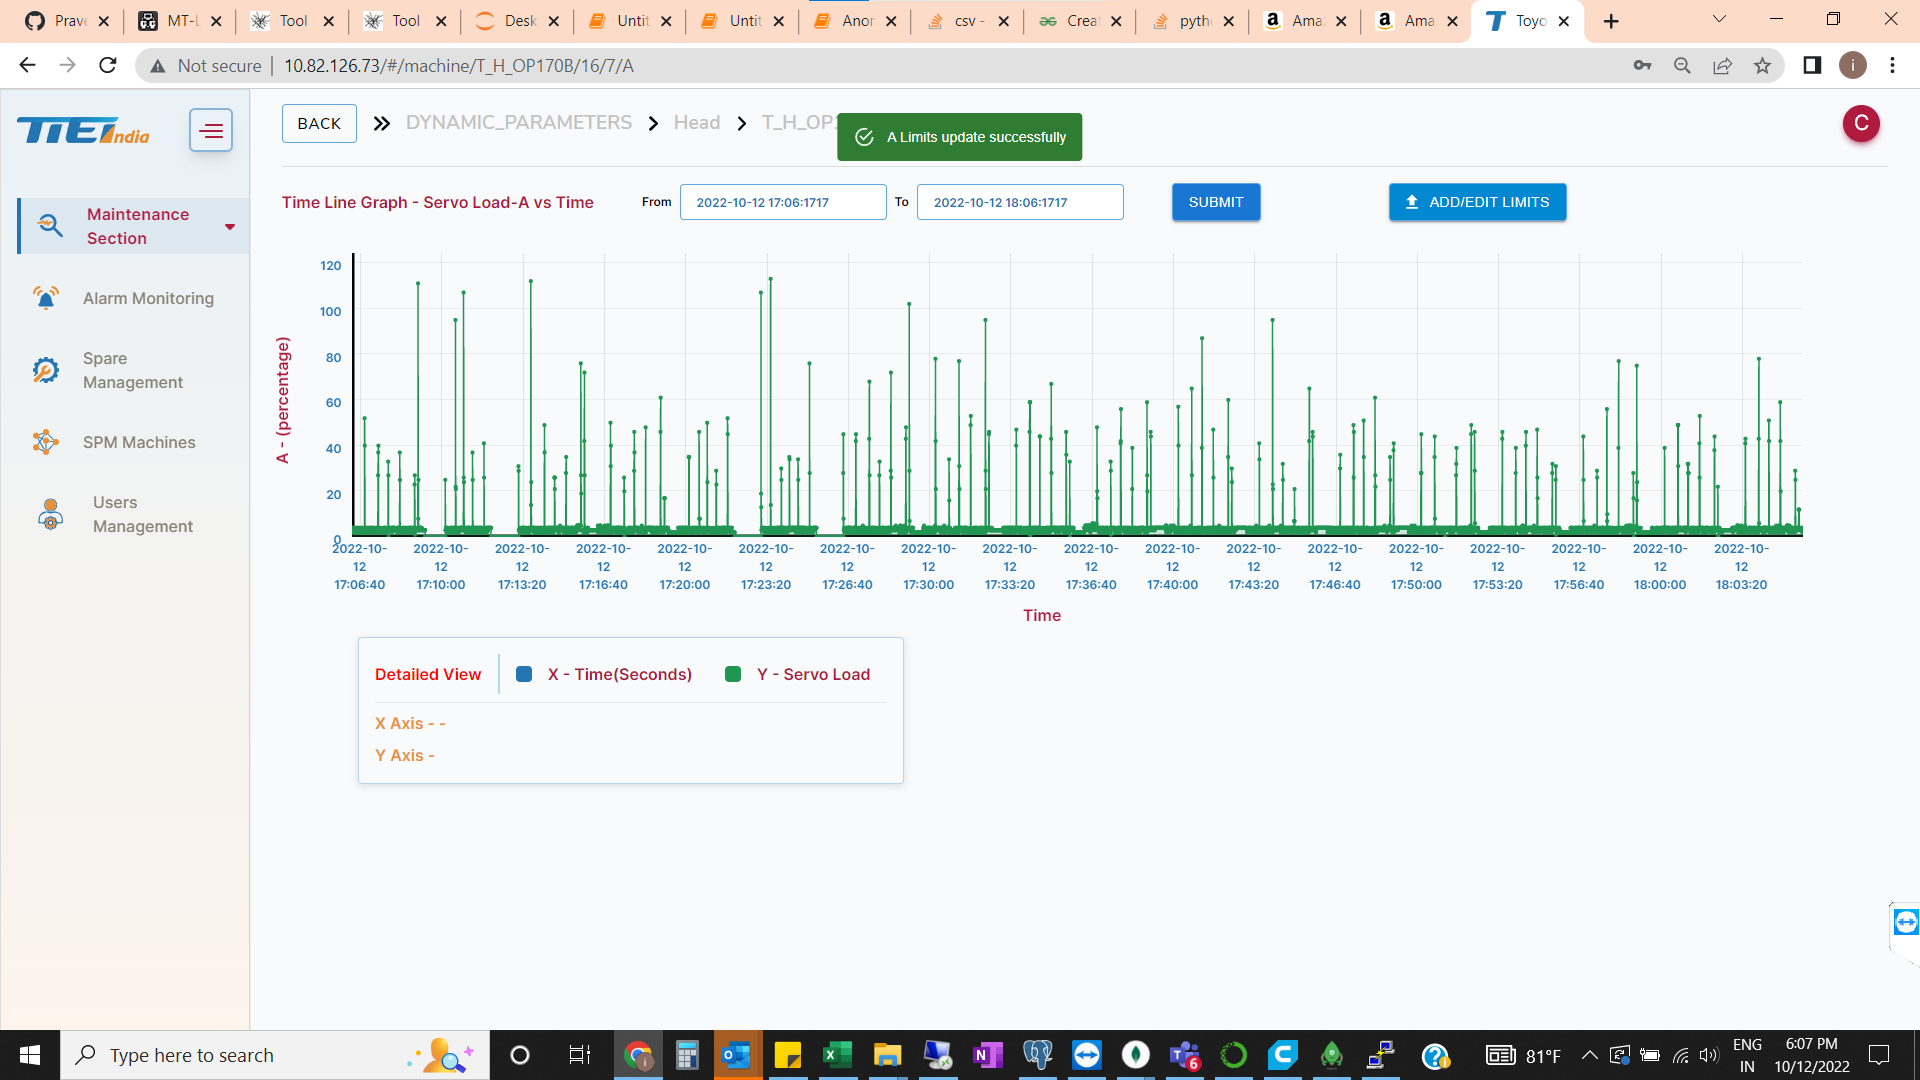 Prave
MT-L
Tool
Tool
Desk
Untit
Untit
Anor
csv -
Creat
pytho
Ama
Ama
Toyo
Not secure
10.82.126.73/#/machine/T_H_OP170B/16/7/A
i
TIEI India
BACK
DYNAMIC_PARAMETERS
Head
T_H_OP1
A Limits update successfully
C
Maintenance
Section
Alarm Monitoring
Spare
Management
SPM Machines
Users
Management
Time Line Graph - Servo Load-A vs Time
From
2022-10-12 17:06:1717
To
2022-10-12 18:06:1717
SUBMIT
ADD/EDIT LIMITS
A - (percentage)
120
100
80
60
40
20
0
2022-10-
12
17:06:40
2022-10-
12
17:10:00
2022-10-
12
17:13:20
2022-10-
12
17:16:40
2022-10-
12
17:20:00
2022-10-
12
17:23:20
2022-10-
12
17:26:40
2022-10-
12
17:30:00
2022-10-
12
17:33:20
2022-10-
12
17:36:40
2022-10-
12
17:40:00
2022-10-
12
17:43:20
2022-10-
12
17:46:40
2022-10-
12
17:50:00
2022-10-
12
17:53:20
2022-10-
12
17:56:40
2022-10-
12
18:00:00
2022-10-
12
18:03:20
Time
Detailed View
X - Time(Seconds)
Y - Servo Load
X Axis - -
Y Axis -
Type here to search
6
81°F
ENG
IN
6:07 PM
10/12/2022